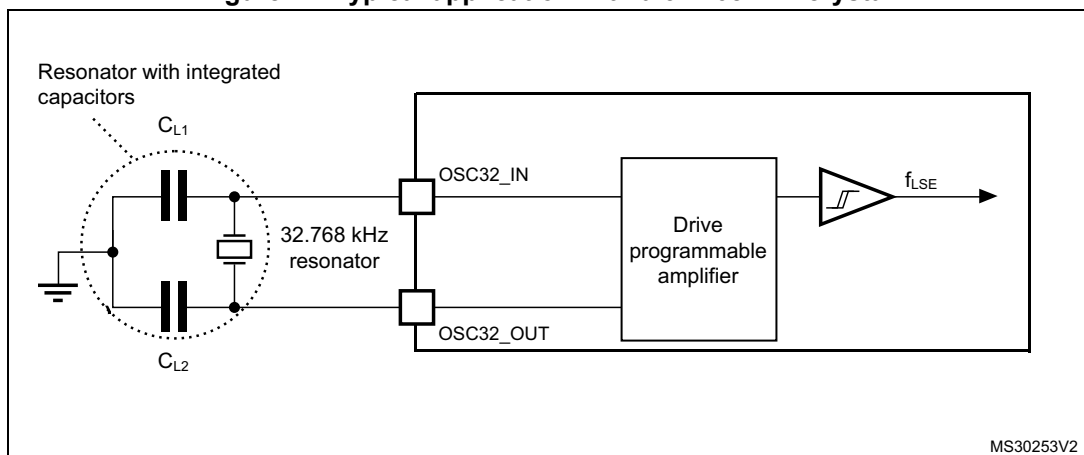 Resonator with integrated
capacitors
C_L1
OSC32_IN
f_LSE
32.768 kHz
resonator
Drive
programmable
amplifier
OSC32_OUT
C_L2
MS30253V2